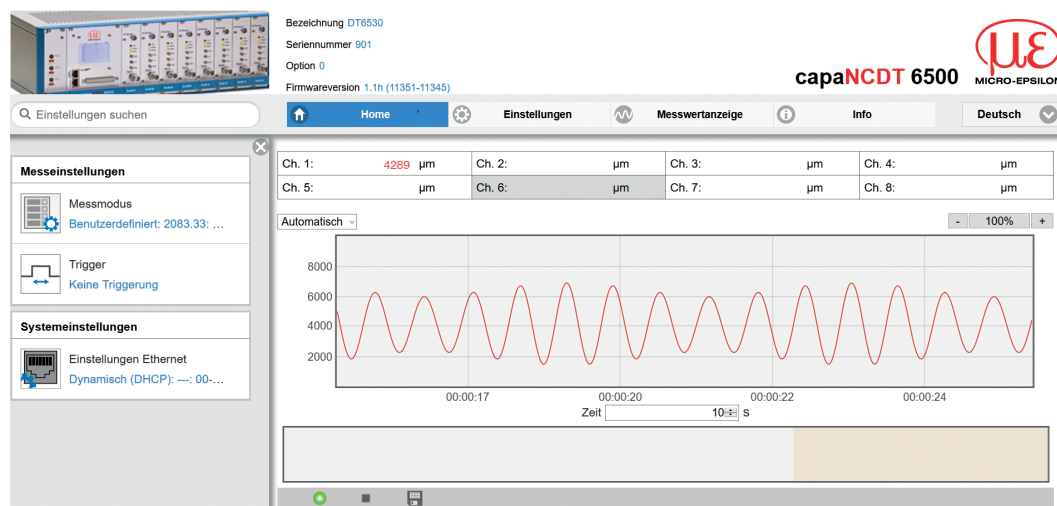 Bezeichnung DT6530
Seriennummer 901
Option 0
Firmwareversion 1.1h (11351-11345)
capaNCDT 6500
με
MICRO-EPSILON
Einstellungen suchen
Home
Einstellungen
Messwertanzeige
Info
Deutsch
Messeinstellungen
Messmodus
Benutzerdefiniert: 2083.33: ...
Trigger
Keine Triggerung
Systemeinstellungen
Einstellungen Ethernet
Dynamisch (DHCP): ---: 00-...
Ch. 1: 4289 µm
Ch. 2: µm
Ch. 3: µm
Ch. 4: µm
Ch. 5: µm
Ch. 6: µm
Ch. 7: µm
Ch. 8: µm
Automatisch
- 100% +
8000
6000
4000
2000
00:00:17 00:00:20 00:00:22 00:00:24
Zeit 10 s